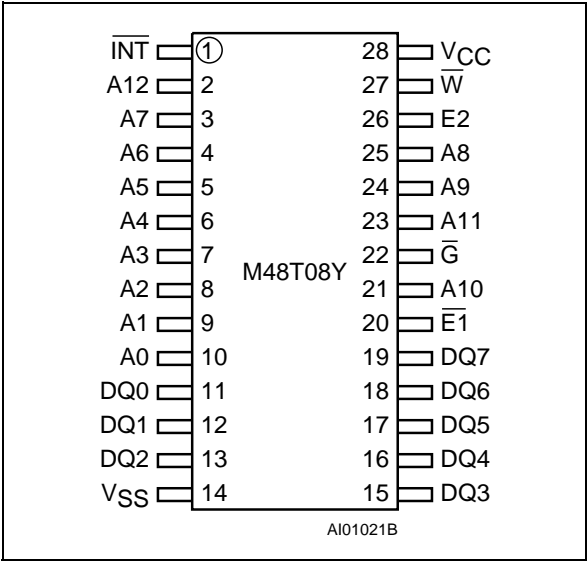 I̅N̅T̅ 1 28 VCC
A12 2 27 W̅
A7 3 26 E2
A6 4 25 A8
A5 5 24 A9
A4 6 23 A11
A3 7 22 G̅
M48T08Y
A2 8 21 A10
A1 9 20 E̅1̅
A0 10 19 DQ7
DQ0 11 18 DQ6
DQ1 12 17 DQ5
DQ2 13 16 DQ4
VSS 14 15 DQ3
AI01021B